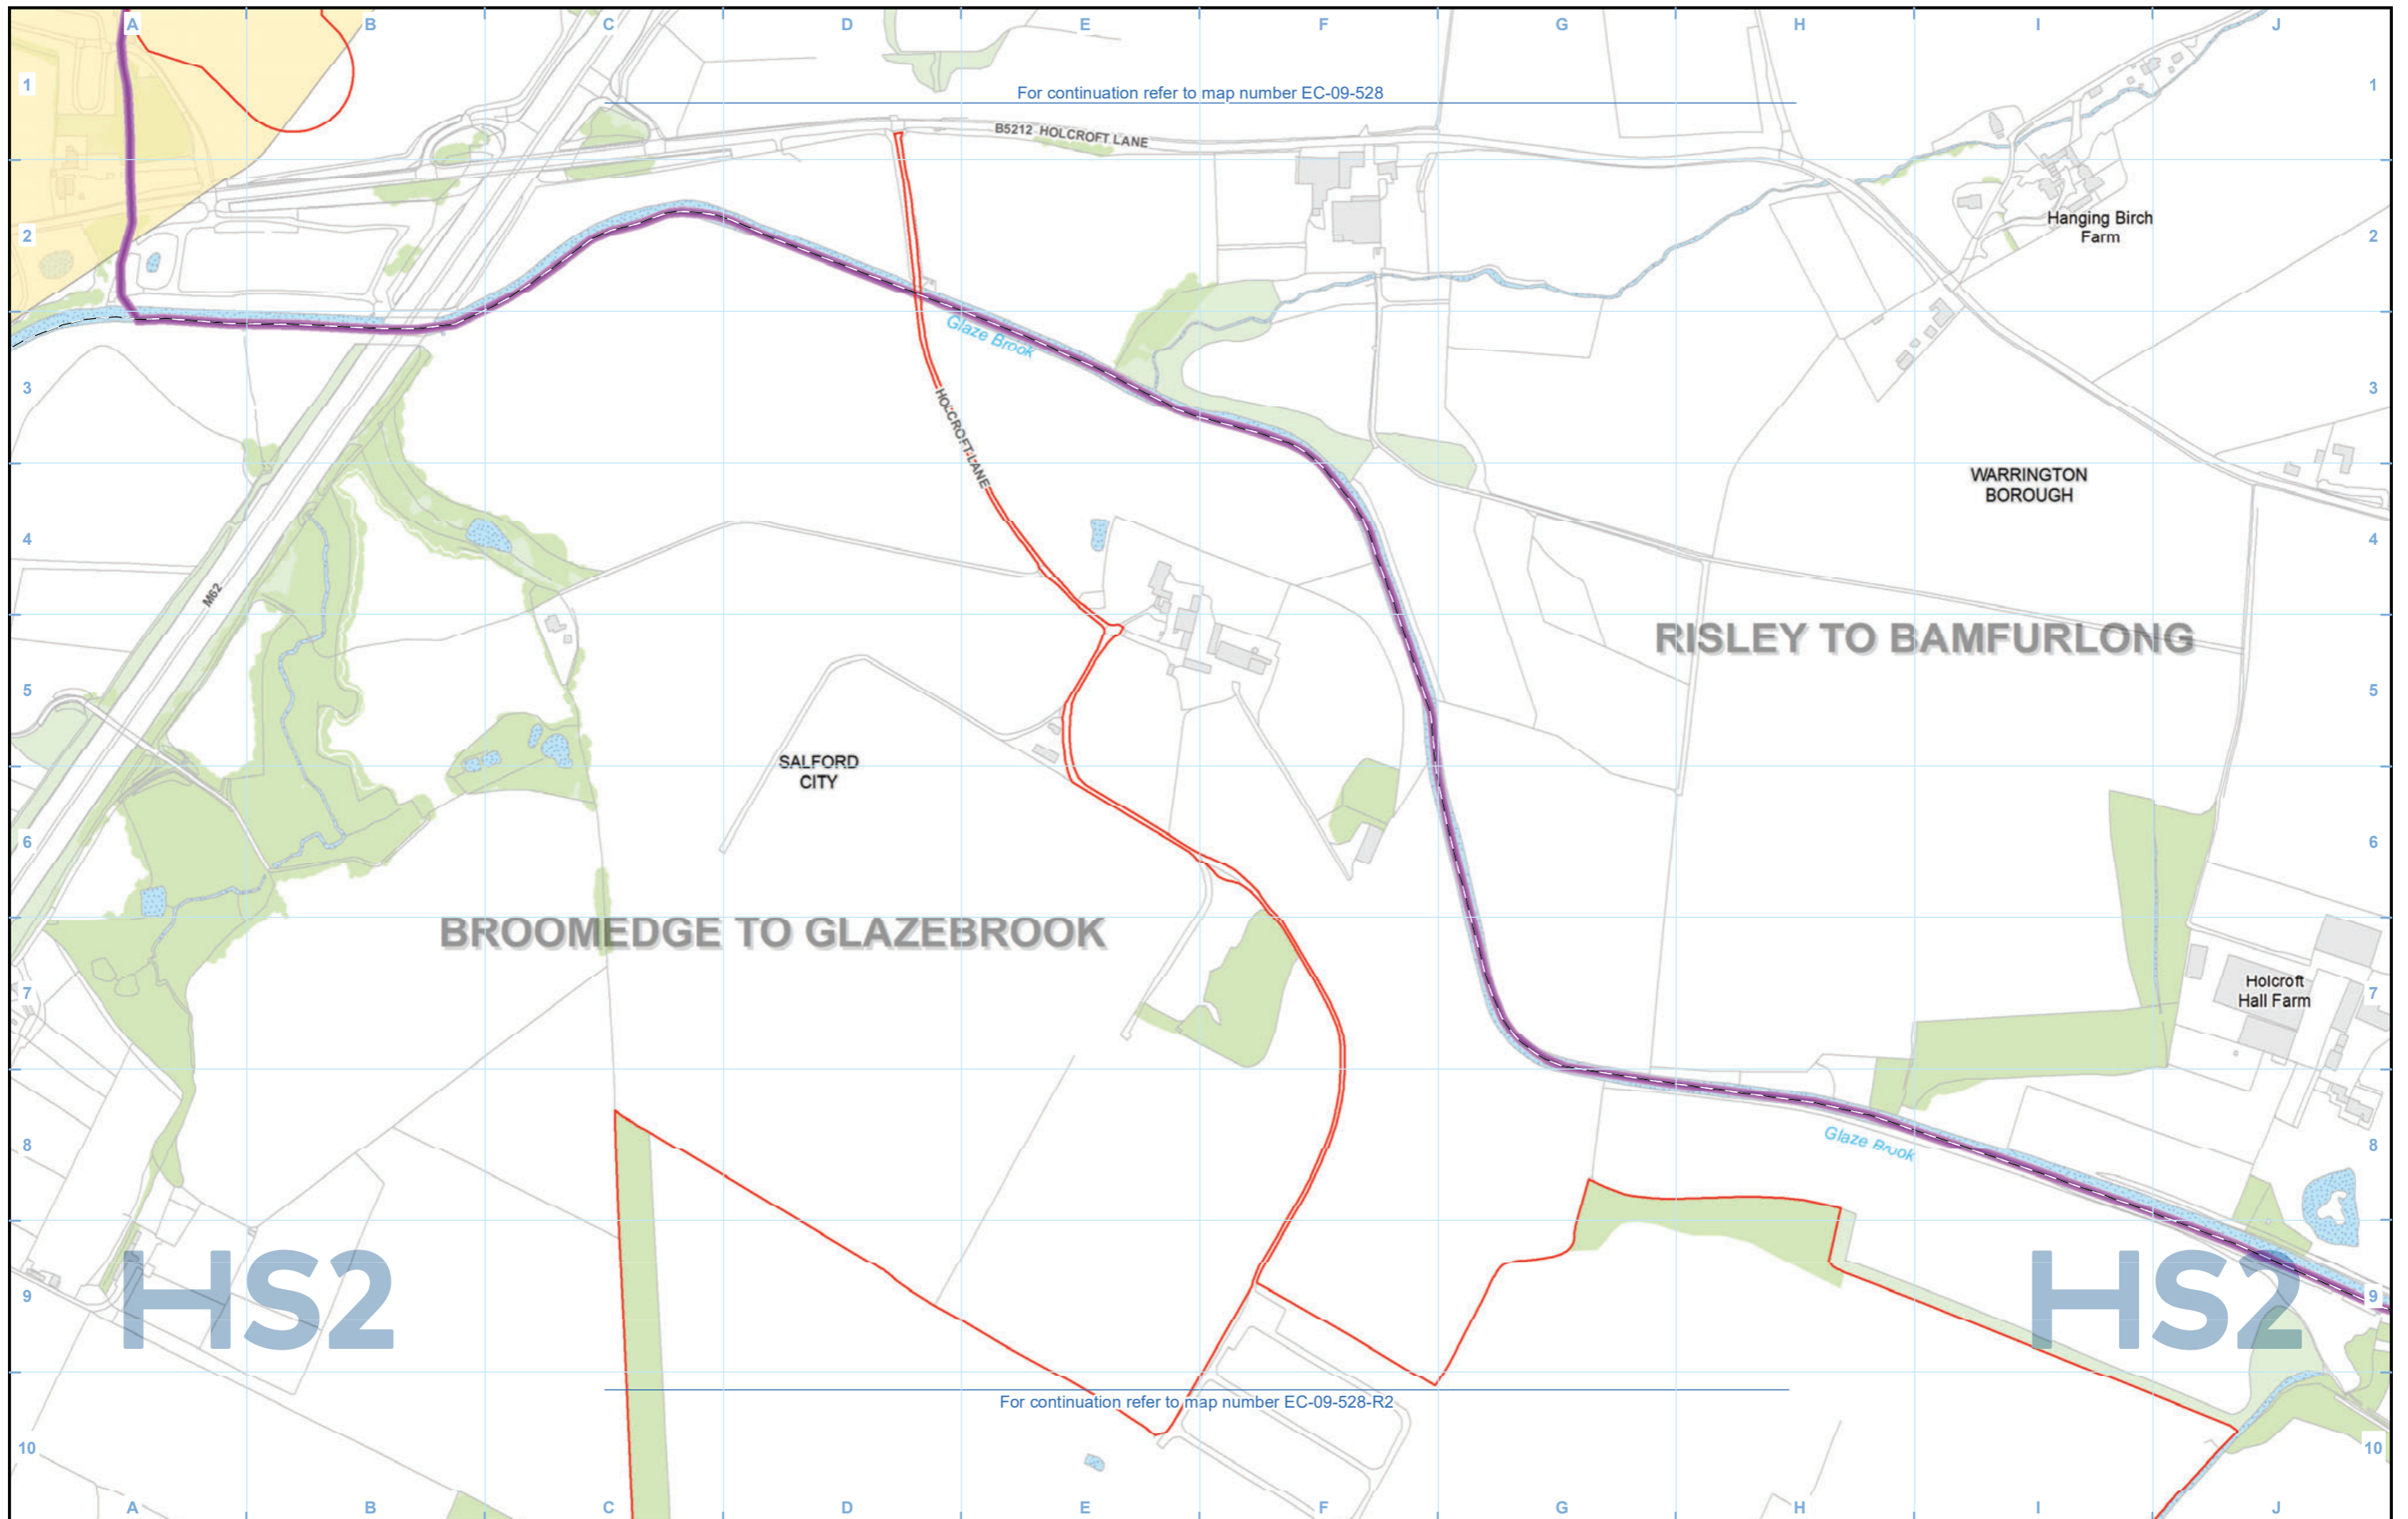 A B C D E F G H I J
1 1
For continuation refer to map number EC-09-528
B5212 HOLCROFT LANE
2 2
Hanging Birch
Farm
Glaze Brook
3 3
HOLCROFT LANE
WARRINGTON
BOROUGH
4 4
M62
RISLEY TO BAMFURLONG
5 5
SALFORD
CITY
6 6
BROOMEDGE TO GLAZEBROOK
7 7
Holcroft
Hall Farm
8 8
Glaze Brook
HS2 HS2
9 9
For continuation refer to map number EC-09-528-R2
10 10
A B C D E F G H I J